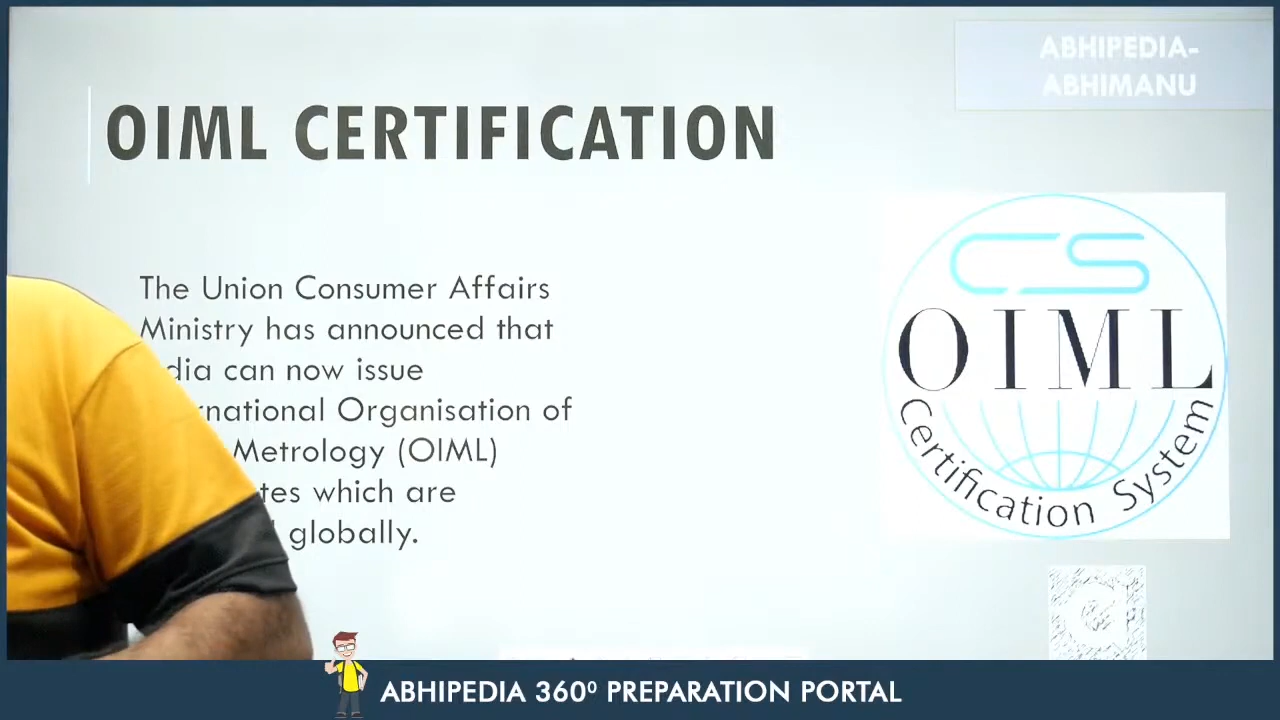 ABHIPEDIA-
ABHIMANU
OIML CERTIFICATION
The Union Consumer Affairs
Ministry has announced that
dia can now issue
rnational Organisation of
Metrology (OIML)
tes which are
globally.
CS
OIML
Certification System
ABHIPEDIA 360⁰ PREPARATION PORTAL